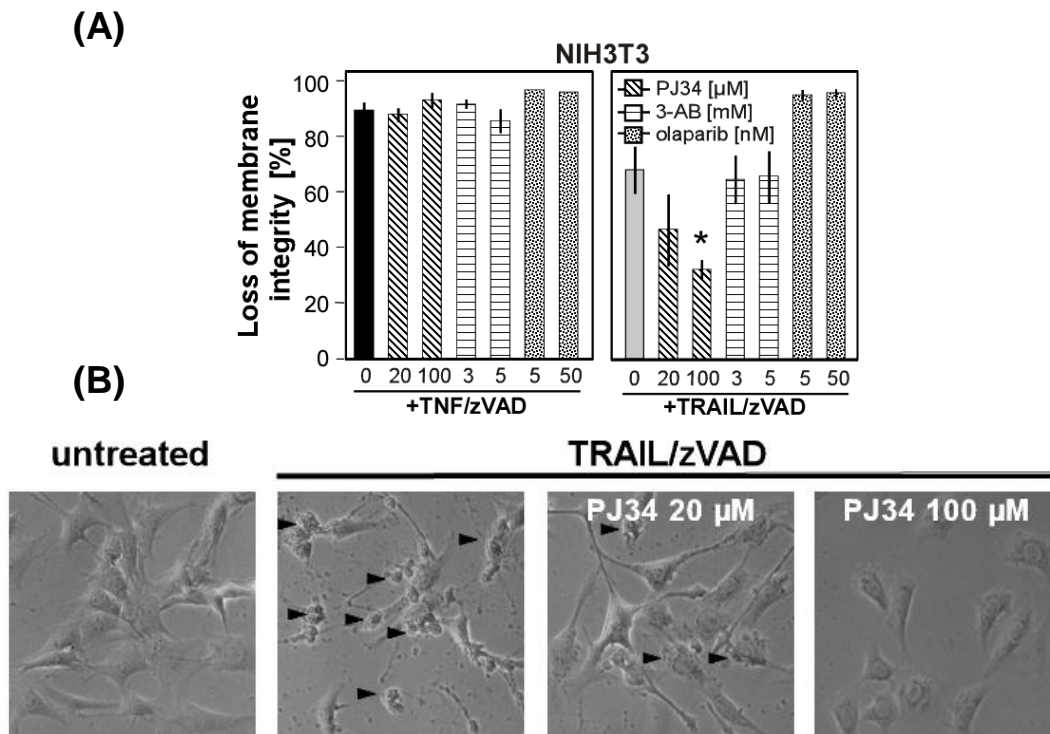 (A)
NIH3T3
Loss of membrane
integrity [%]
100
80
60
40
20
0
PJ34 [µM]
3-AB [mM]
olaparib [nM]
*
0 20 100 3 5 5 50
+TNF/zVAD
0 20 100 3 5 5 50
+TRAIL/zVAD
(B)
untreated
TRAIL/zVAD
PJ34 20 µM
PJ34 100 µM